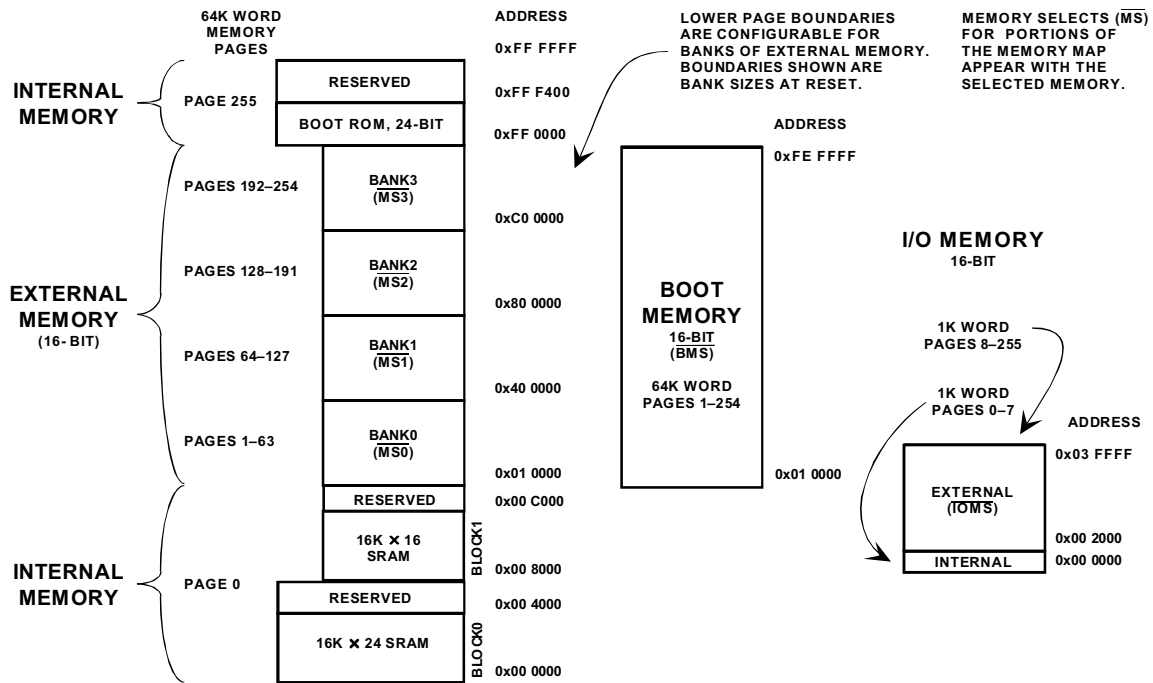 64K WORD
MEMORY
PAGES
ADDRESS
0xFF FFFF
LOWER PAGE BOUNDARIES
ARE CONFIGURABLE FOR
BANKS OF EXTERNAL MEMORY.
BOUNDARIES SHOWN ARE
BANK SIZES AT RESET.
MEMORY SELECTS (MS)
FOR PORTIONS OF
THE MEMORY MAP
APPEAR WITH THE
SELECTED MEMORY.
INTERNAL
MEMORY
PAGE 255
RESERVED
0xFF F400
BOOT ROM, 24-BIT
0xFF 0000
EXTERNAL
MEMORY
(16- BIT)
PAGES 192–254
BANK3
(MS3)
0xC0 0000
PAGES 128–191
BANK2
(MS2)
0x80 0000
PAGES 64–127
BANK1
(MS1)
0x40 0000
PAGES 1–63
BANK0
(MS0)
0x01 0000
INTERNAL
MEMORY
PAGE 0
RESERVED
0x00 C000
16K × 16
SRAM
BLOCK1
0x00 8000
RESERVED
0x00 4000
16K × 24 SRAM
BLOCK0
0x00 0000
ADDRESS
0xFE FFFF
BOOT
MEMORY
16-BIT
(BMS)
64K WORD
PAGES 1–254
0x01 0000
I/O MEMORY
16-BIT
1K WORD
PAGES 8–255
1K WORD
PAGES 0–7
ADDRESS
0x03 FFFF
EXTERNAL
(IOMS)
0x00 2000
INTERNAL
0x00 0000